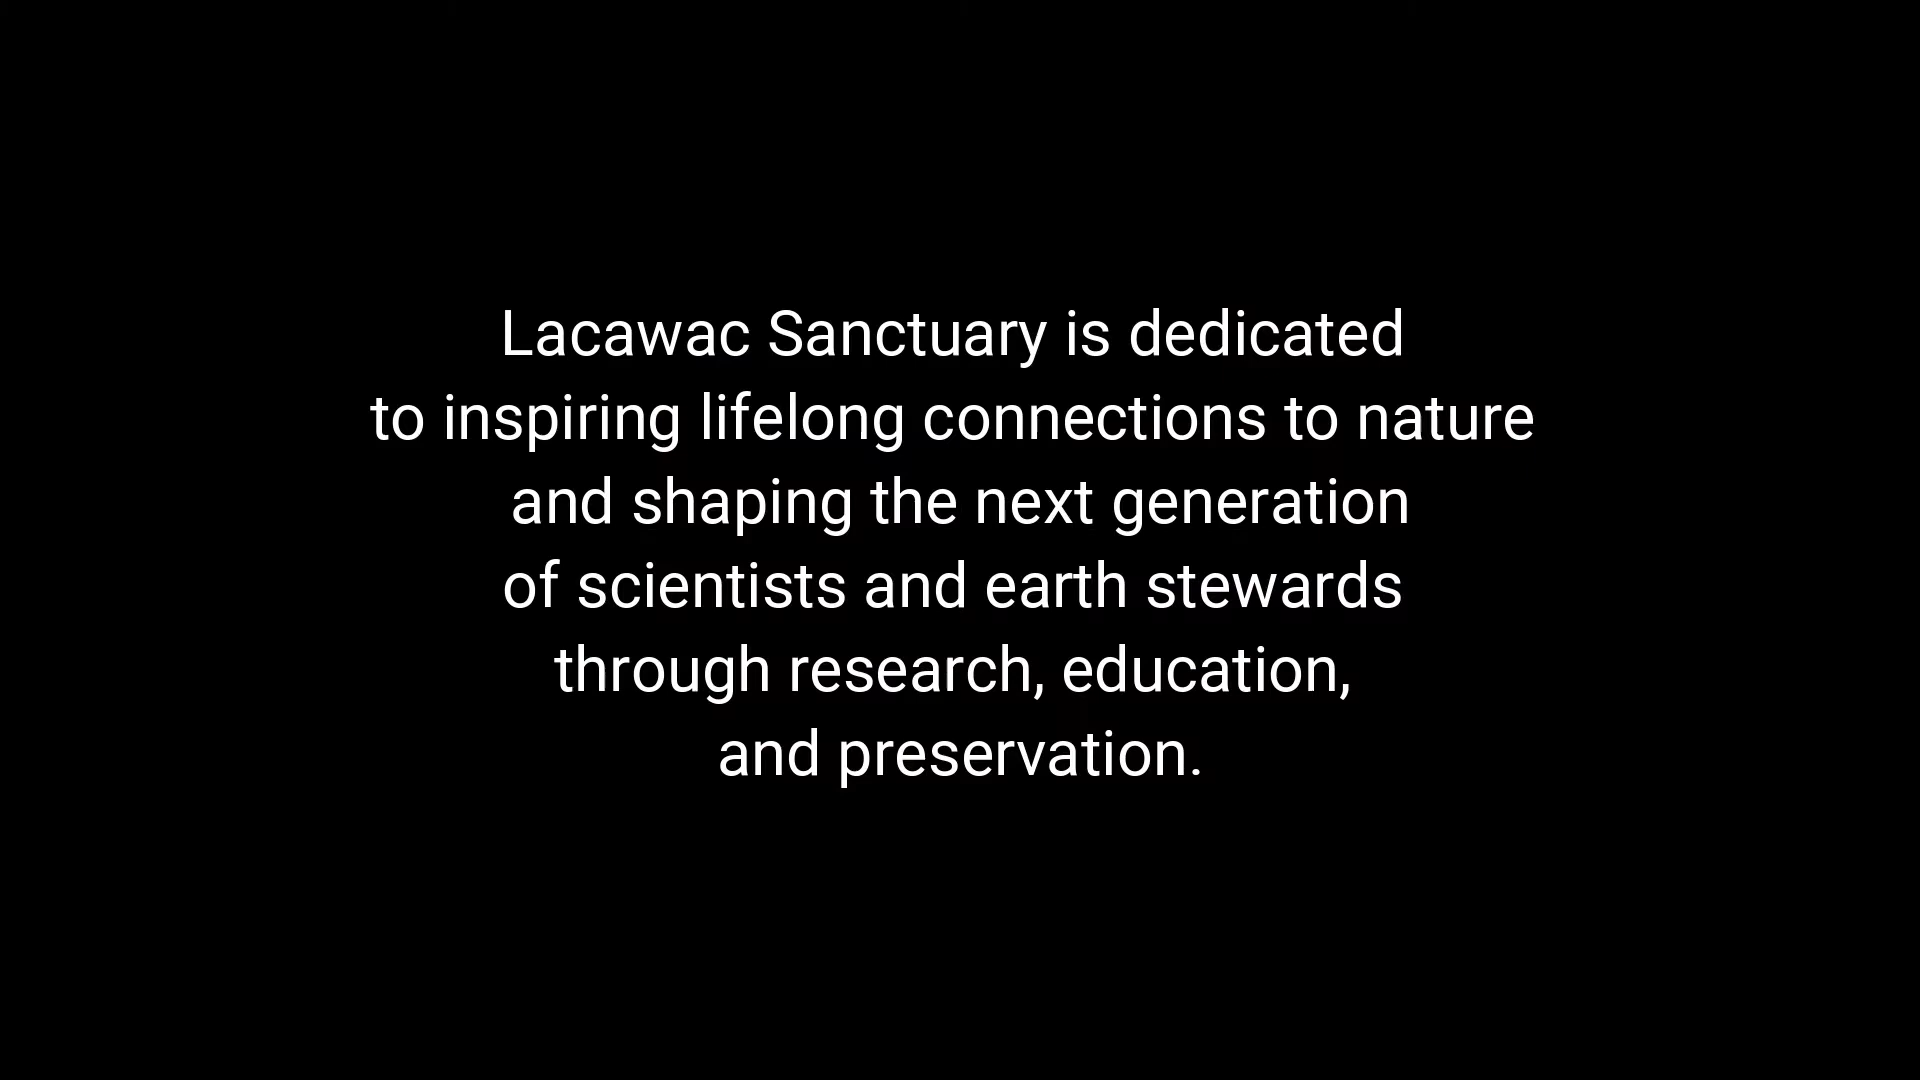 Lacawac Sanctuary is dedicated
to inspiring lifelong connections to nature
and shaping the next generation
of scientists and earth stewards
through research, education,
and preservation.